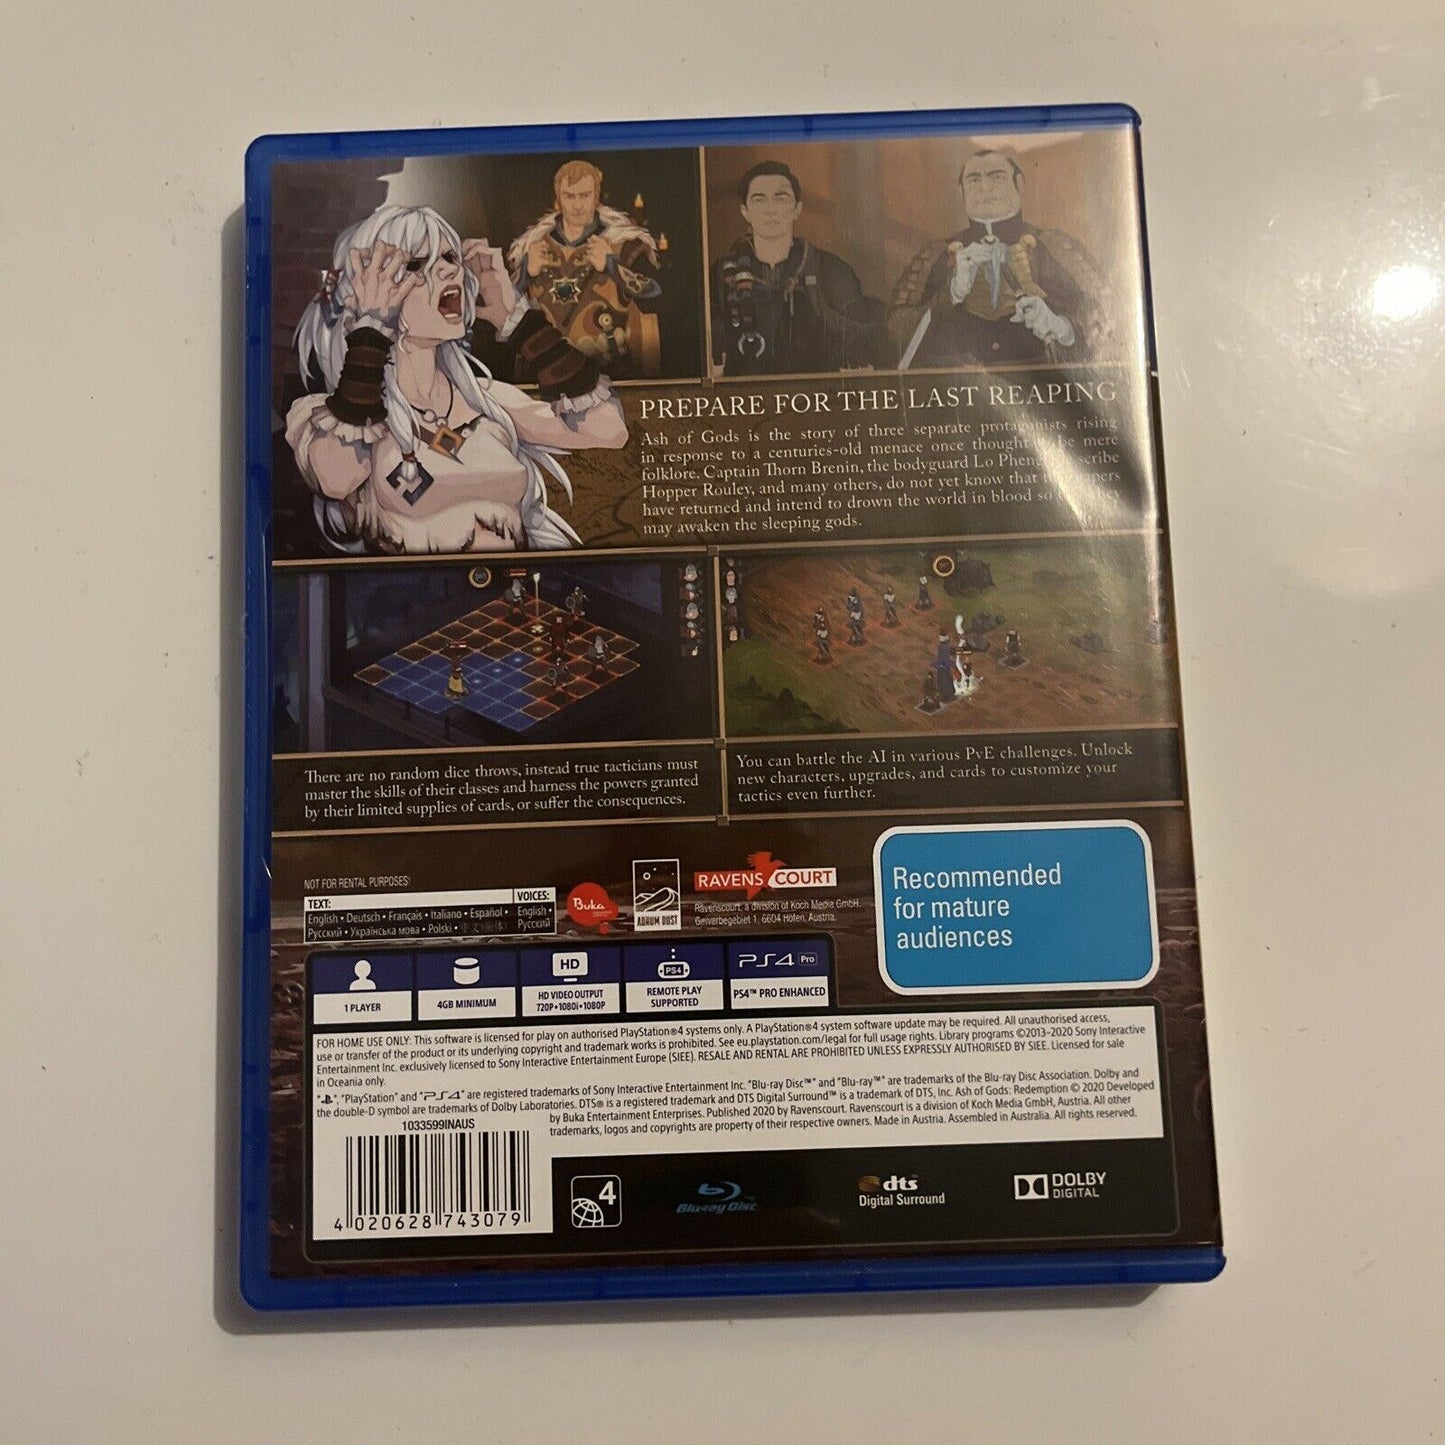 PREPARE FOR THE LAST REAPING
Ash of Gods is the story of three separate protagonists rising
in response to a centuries-old menace once thought be mere
folklore. Captain Thorn Brenin, the bodyguard Lo Pheng scribe
Hopper Rouley, and many others, do not yet know that
have returned and intend to drown the world in blood so they
may awaken the sleeping gods.
There are no random dice throws, instead true tacticians must
master the skills of their classes and harness the powers granted
by their limited supplies of cards, or suffer the consequences.
You can battle the AI in various PvE challenges. Unlock
new characters, upgrades, and cards to customize your
tactics even further.
NOT FOR RENTAL PURPOSES!
TEXT:
English • Deutsch • Français • Italiano • Español •
Русский • Українська мова • Polski •
VOICES:
English •
Русский
Buka
AURUM DUST
RAVENS COURT
Ravenscourt, a division of Koch Media GmbH,
Gewerbegebiet 1, 6604 Höfen, Austria.
Recommended
for mature
audiences
1 PLAYER
4GB MINIMUM
HD
HD VIDEO OUTPUT
720P•1080i•1080P
PS4
REMOTE PLAY
SUPPORTED
PS4 Pro
PS4™ PRO ENHANCED
FOR HOME USE ONLY: This software is licensed for play on authorised PlayStation®4 systems only. A PlayStation®4 system software update may be required. All unauthorised access,
use or transfer of the product or its underlying copyright and trademark works is prohibited. See eu.playstation.com/legal for full usage rights. Library programs ©2013–2020 Sony Interactive
Entertainment Inc. exclusively licensed to Sony Interactive Entertainment Europe (SIEE). RESALE AND RENTAL ARE PROHIBITED UNLESS EXPRESSLY AUTHORISED BY SIEE. Licensed for sale
in Oceania only.
" ", "PlayStation" and "PS4" are registered trademarks of Sony Interactive Entertainment Inc. "Blu-ray Disc™" and "Blu-ray™" are trademarks of the Blu-ray Disc Association. Dolby and
the double-D symbol are trademarks of Dolby Laboratories. DTS® is a registered trademark and DTS Digital Surround™ is a trademark of DTS, Inc. Ash of Gods: Redemption © 2020 Developed
by Buka Entertainment Enterprises. Published 2020 by Ravenscourt. Ravenscourt is a division of Koch Media GmbH, Austria. All other
trademarks, logos and copyrights are property of their respective owners. Made in Austria. Assembled in Australia. All rights reserved.
1033599INAUS
4 020628 743079
4
Blu-ray Disc™
dts
Digital Surround
DOLBY
DIGITAL